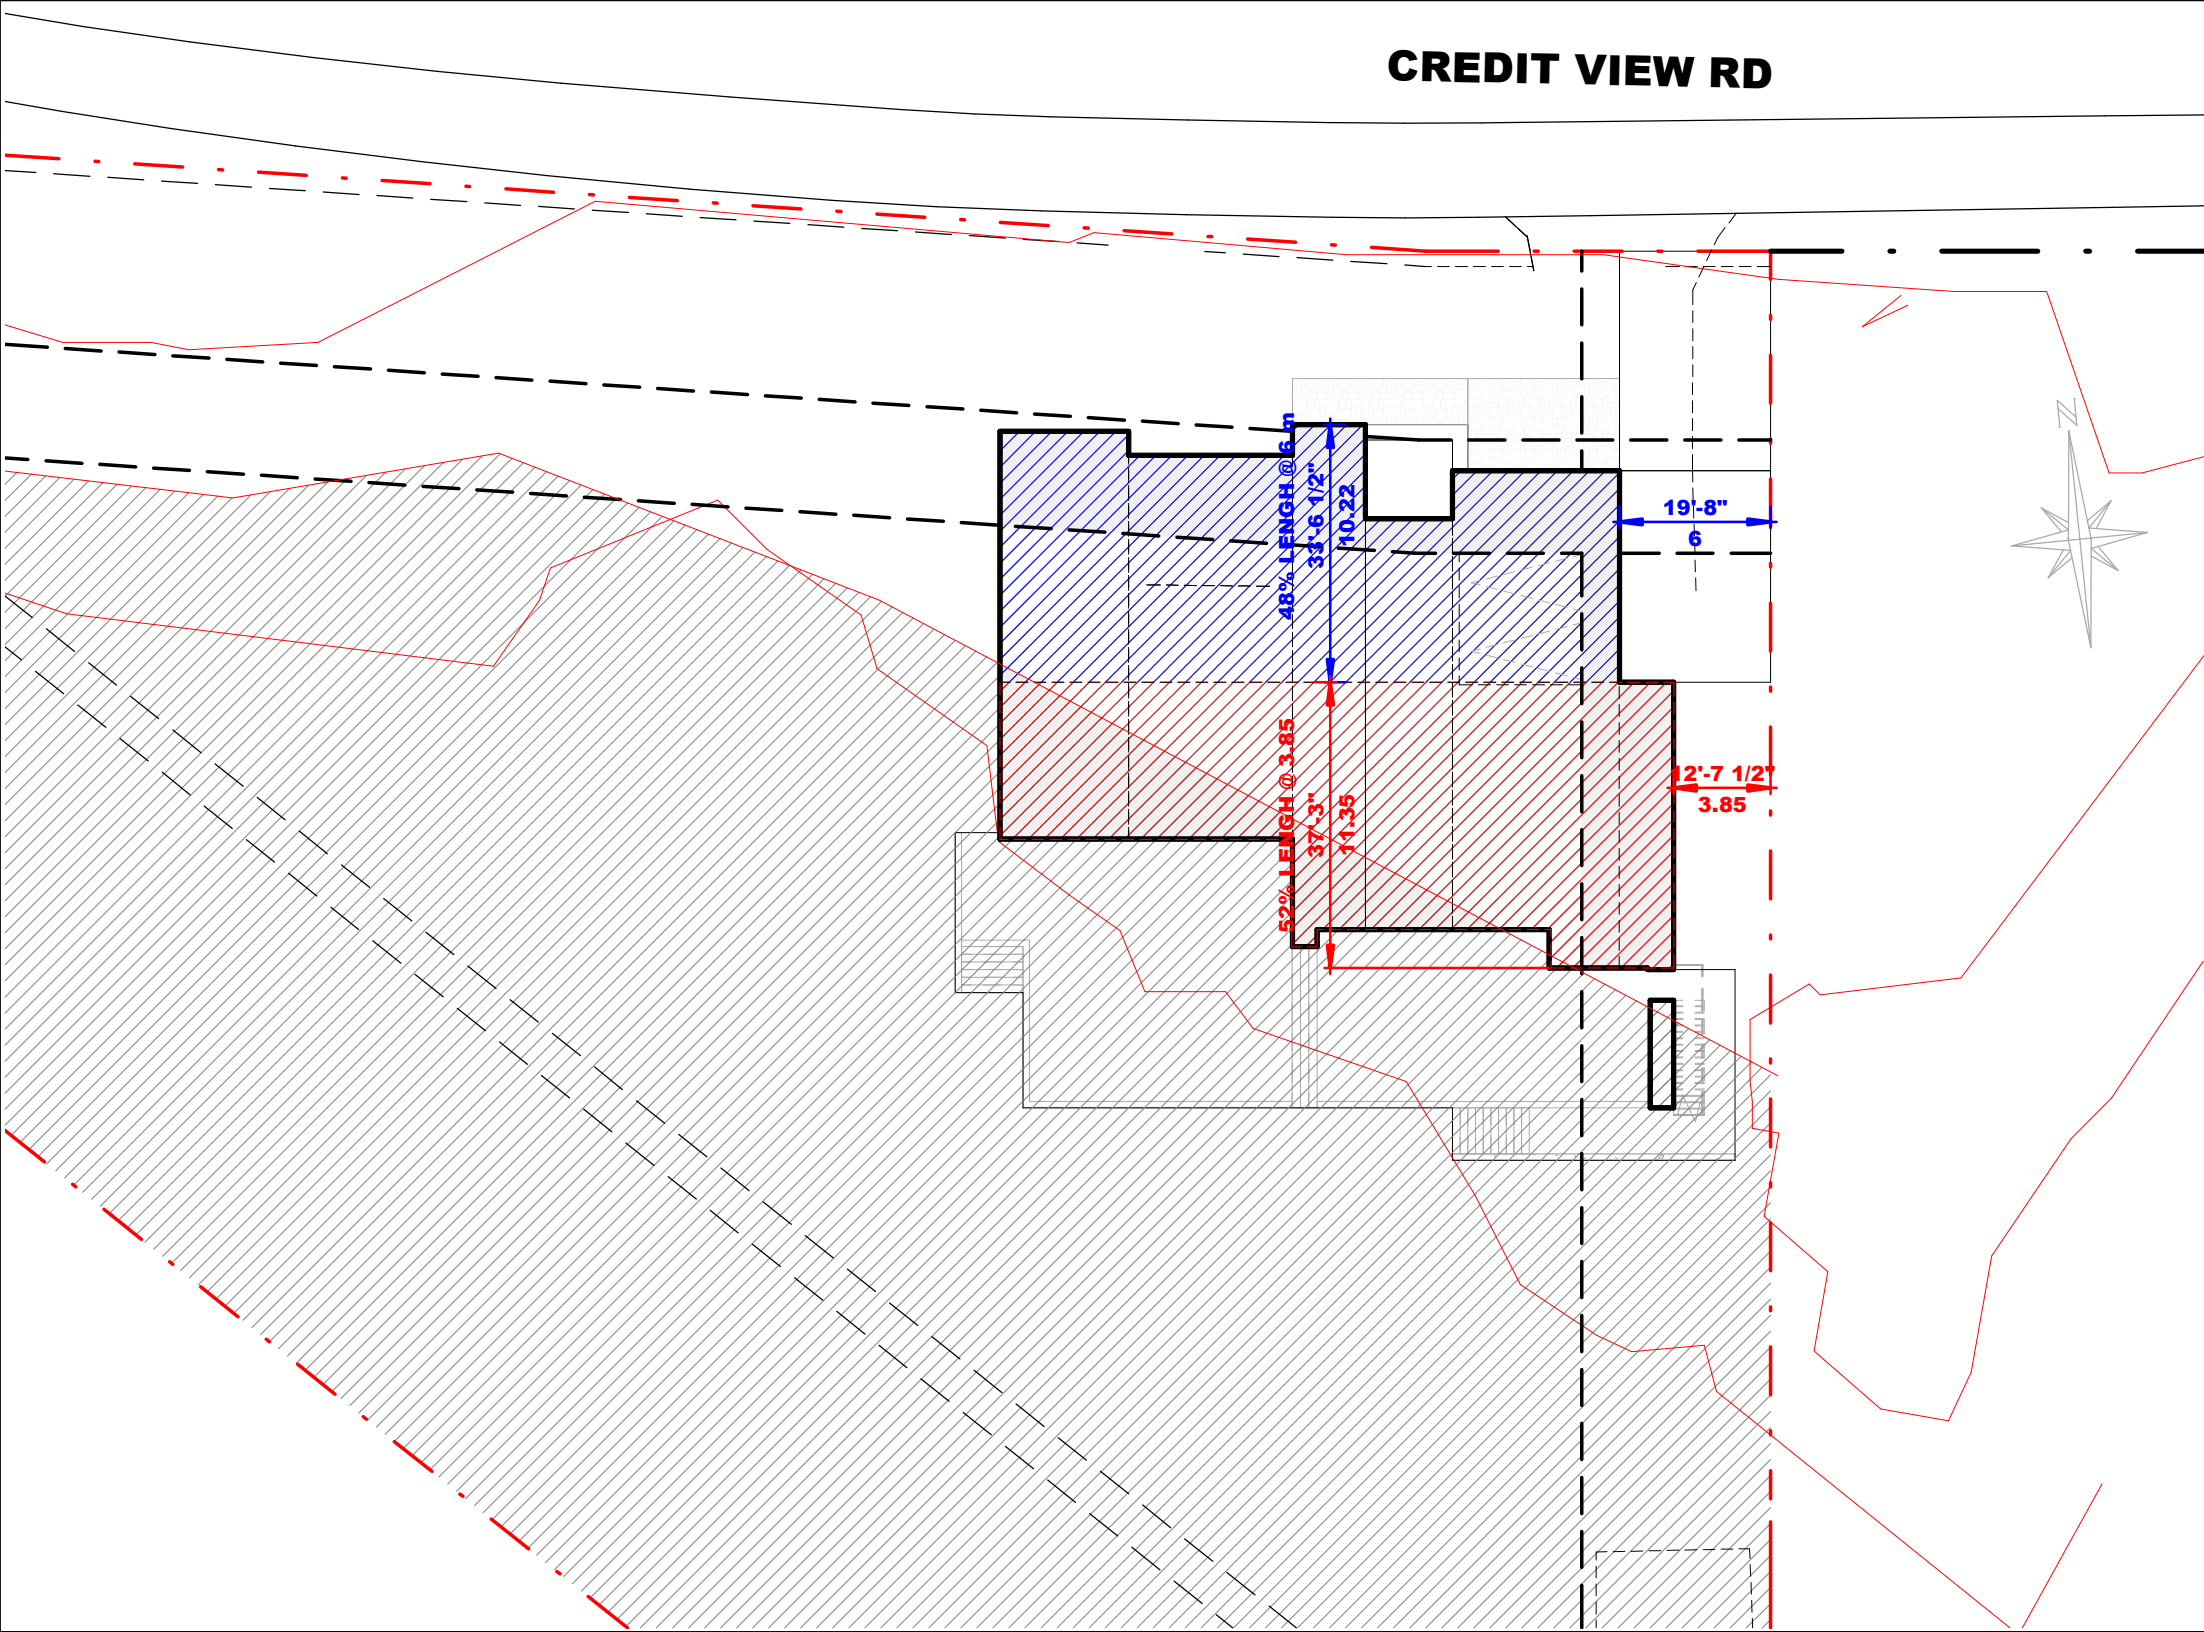 CREDIT VIEW RD
N
48% LENGH @ 6 m
33'-6 1/2"
10.22
19'-8"
6
52% LENGH @ 3.85
37'-3"
11.35
12'-7 1/2"
3.85